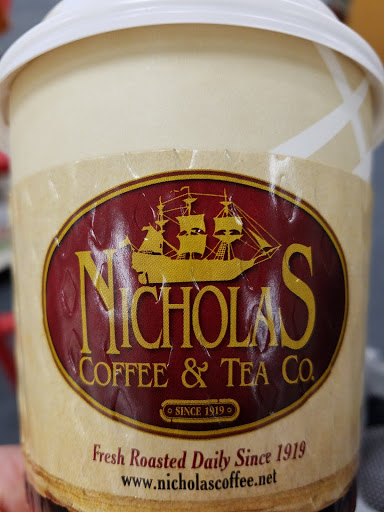 NICHOLAS
COFFEE & TEA CO.
SINCE 1919
Fresh Roasted Daily Since 1919
www.nicholascoffee.net